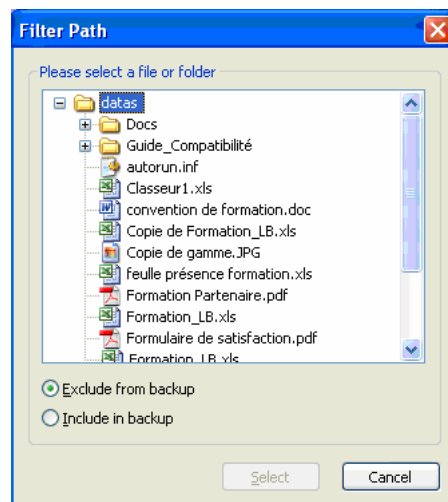 Filter Path
Please select a file or folder
datas
Docs
Guide_Compatibilité
autorun.inf
Classeur1.xls
convention de formation.doc
Copie de Formation_LB.xls
Copie de gamme.JPG
feulle présence formation.xls
Formation Partenaire.pdf
Formation_LB.xls
Formulaire de satisfaction.pdf
Formation_LB.xls
Exclude from backup
Include in backup
Select
Cancel